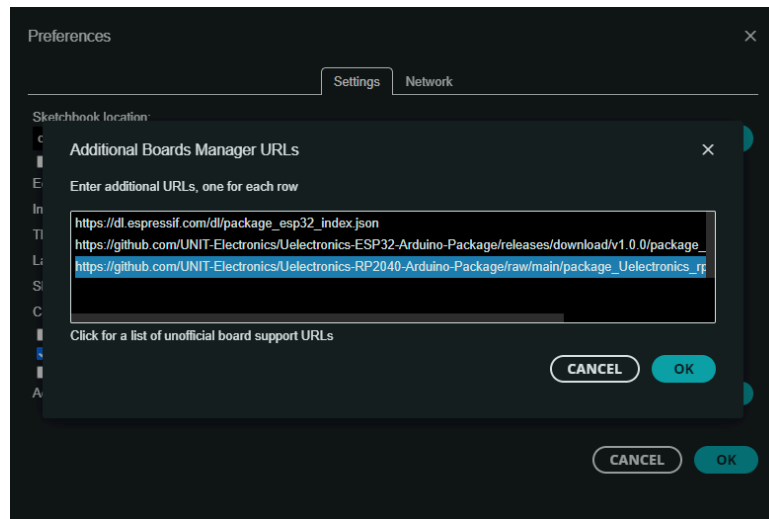 Preferences
Settings
Network
Sketchbook location:
Additional Boards Manager URLs
Enter additional URLs, one for each row
https://dl.espressif.com/dl/package_esp32_index.json
https://github.com/UNIT-Electronics/Uelectronics-ESP32-Arduino-Package/releases/download/v1.0.0/package_
https://github.com/UNIT-Electronics/Uelectronics-RP2040-Arduino-Package/raw/main/package_Uelectronics_rp
Click for a list of unofficial board support URLs
CANCEL
OK
CANCEL
OK